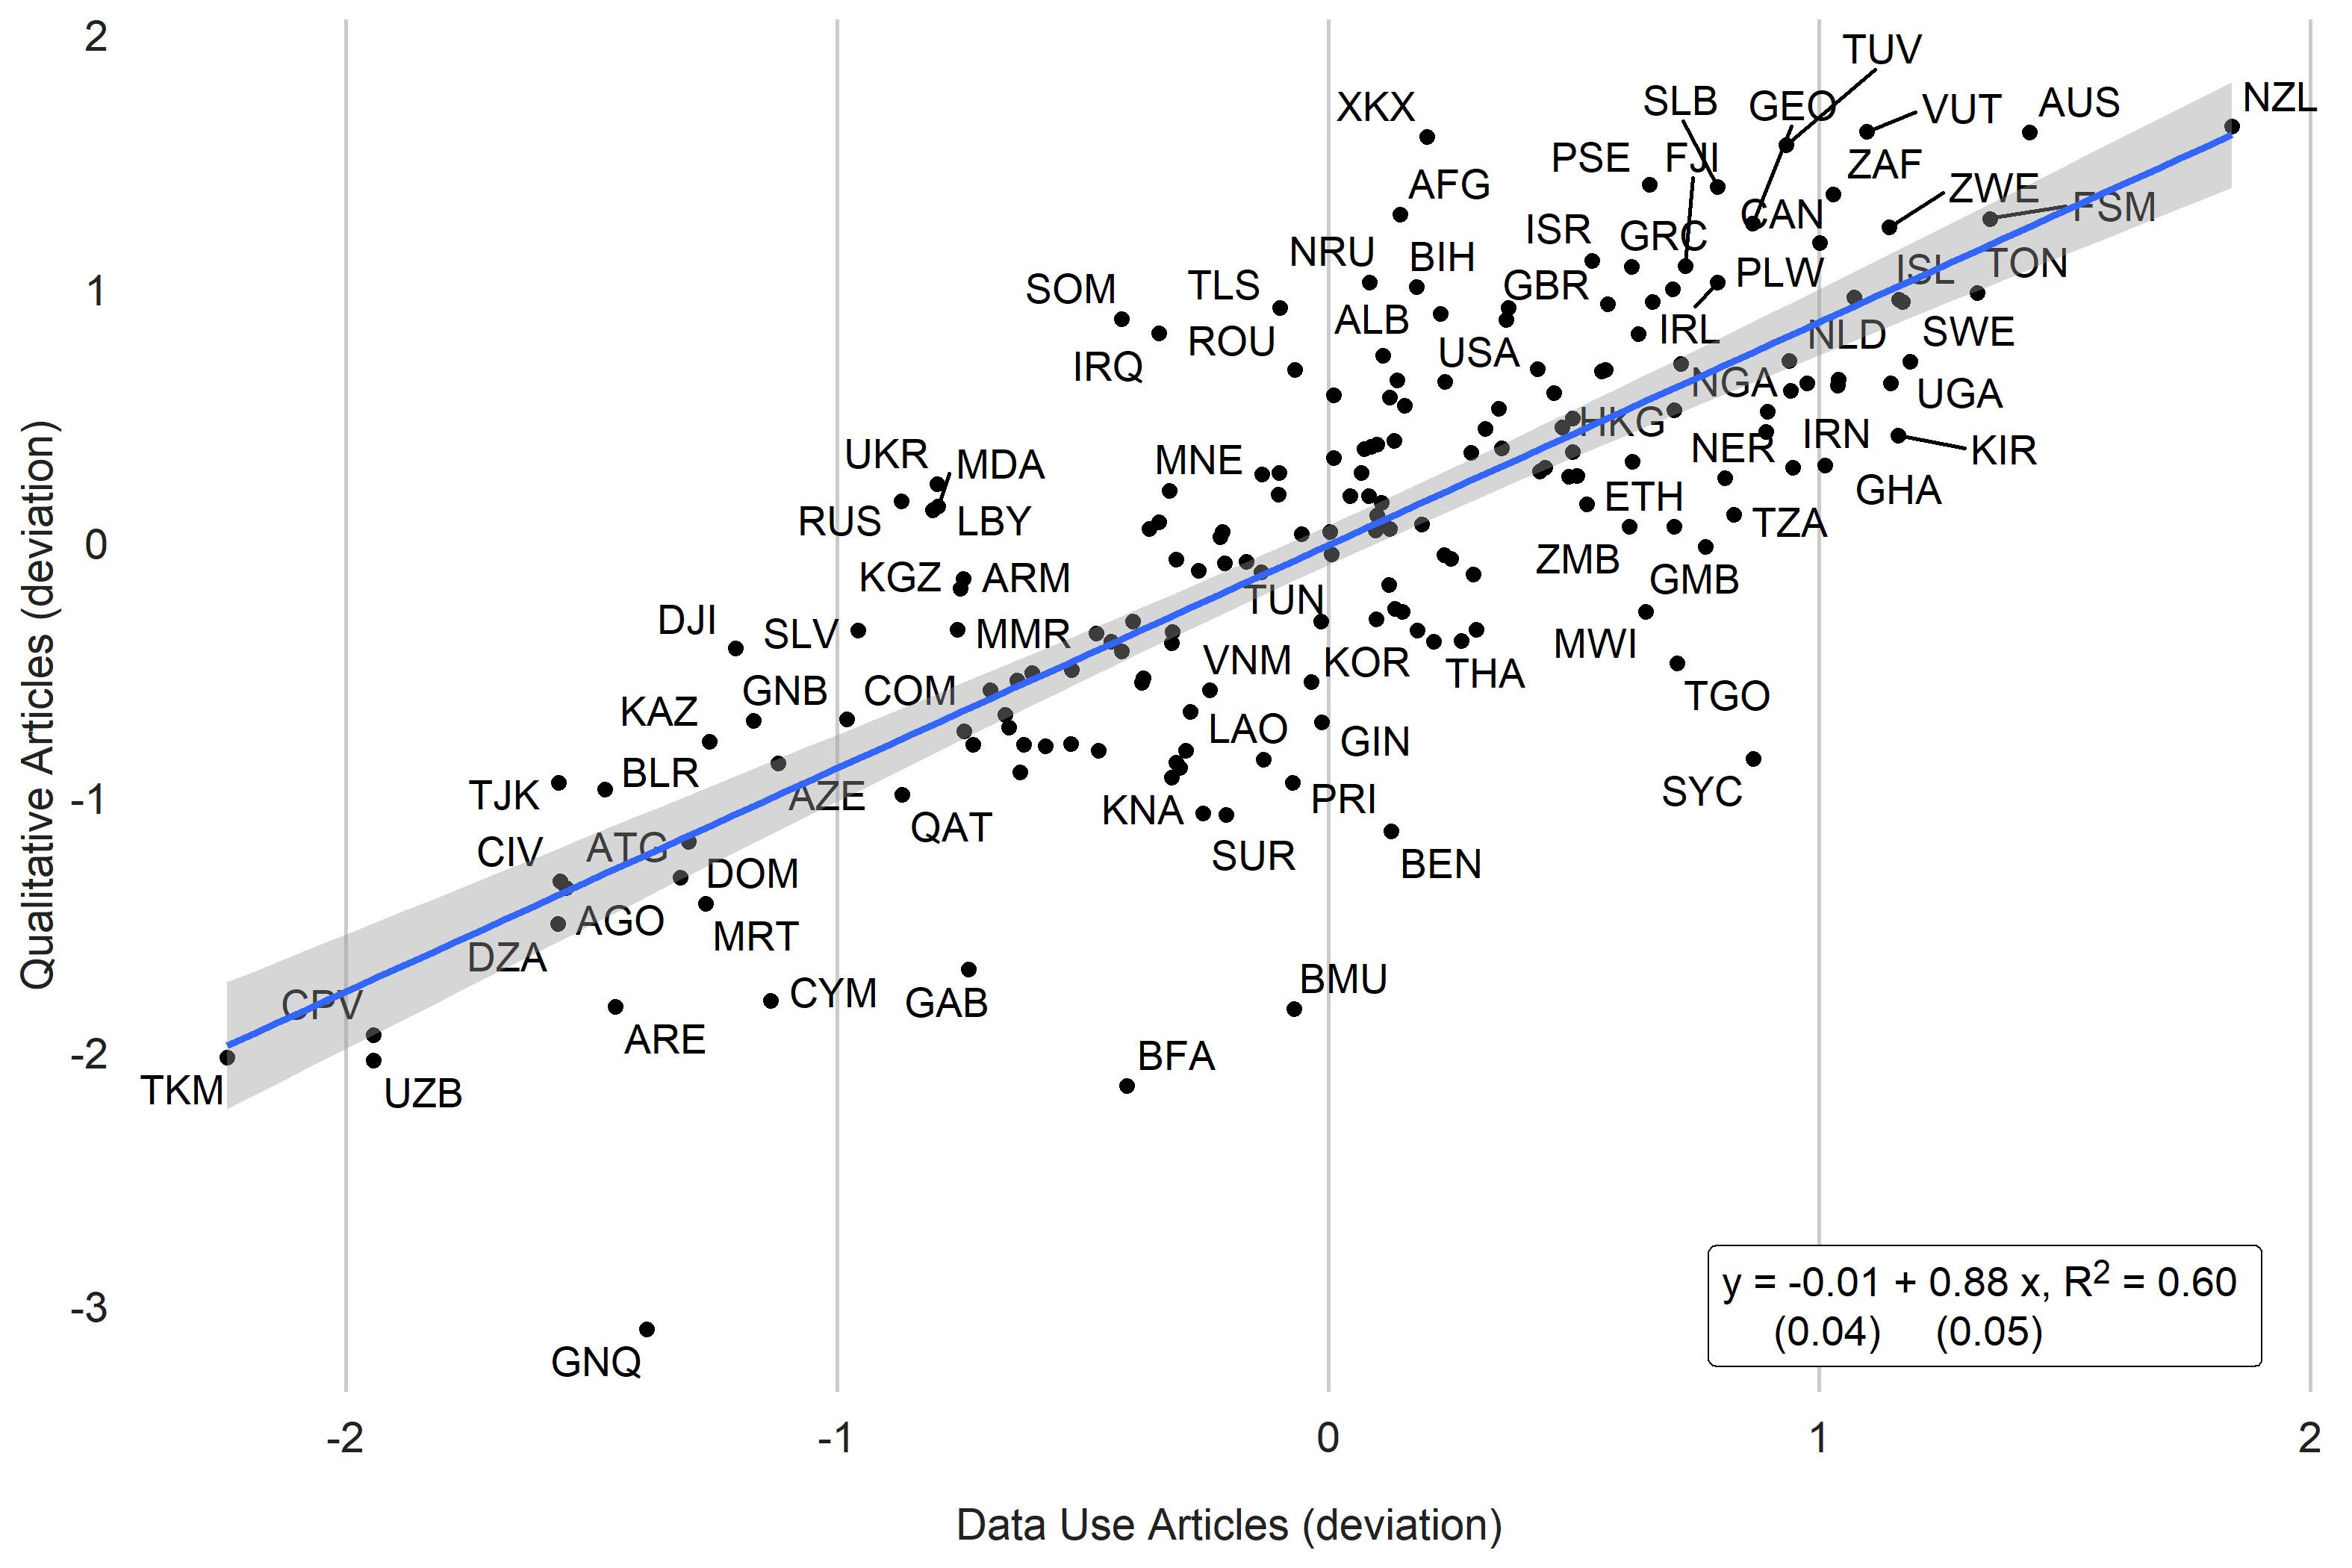 2
TUV
NZL
SLB
GEO
VUT
AUS
XKX
PSE
FJI
ZAF
AFG
ZWE
FSM
CAN
ISR
GRC
NRU
BIH
ISL
TON
PLW
SOM
TLS
GBR
1
ALB
IRL
NLD
SWE
ROU
USA
IRQ
NGA
UGA
HKG
IRN
UKR
MDA
MNE
NER
KIR
ETH
GHA
RUS
LBY
TZA
0
ZMB
KGZ
ARM
GMB
TUN
DJI
SLV
MMR
MWI
VNM
KOR
THA
GNB
COM
TGO
KAZ
LAO
GIN
BLR
TJK
AZE
-1
KNA
PRI
SYC
QAT
CIV
ATG
SUR
BEN
DOM
AGO
MRT
DZA
BMU
CYM
CPV
GAB
ARE
-2
BFA
TKM
UZB
-3
GNQ
y = -0.01 + 0.88 x, R² = 0.60
(0.04) (0.05)
-2 -1 0 1 2
Data Use Articles (deviation)
Qualitative Articles (deviation)